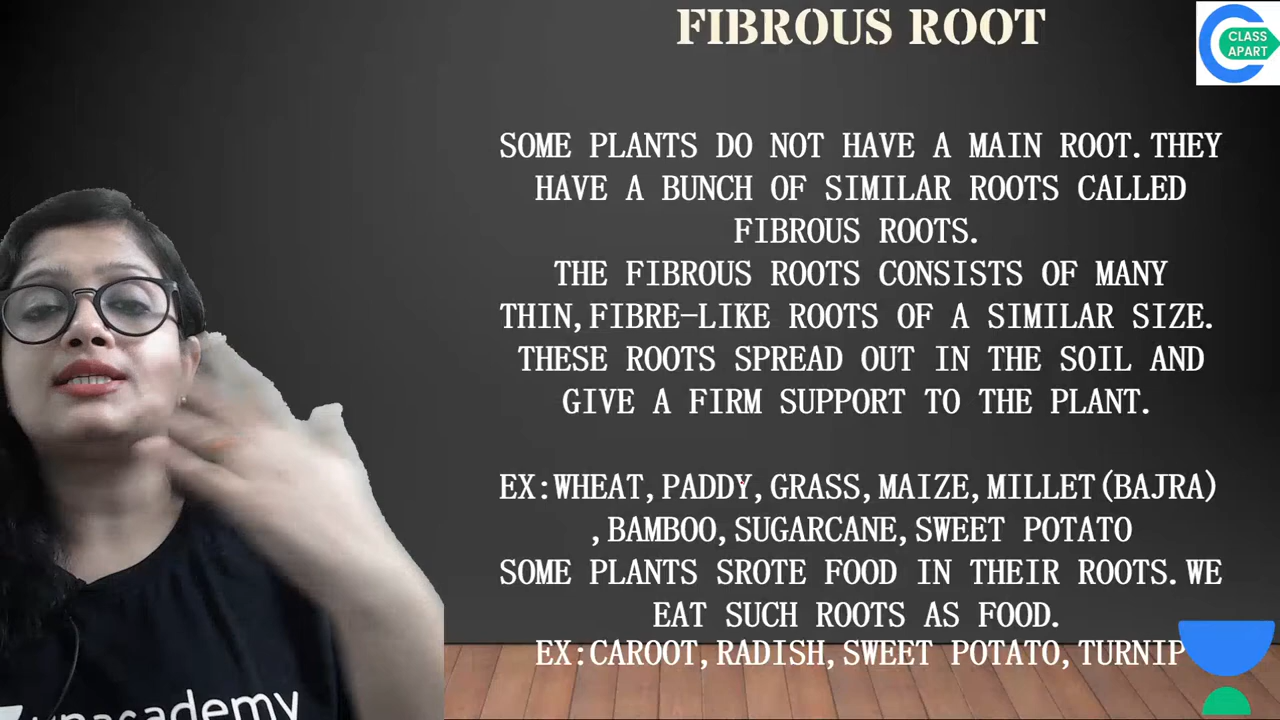 FIBROUS ROOT
CLASS
APART
SOME PLANTS DO NOT HAVE A MAIN ROOT.THEY
HAVE A BUNCH OF SIMILAR ROOTS CALLED
FIBROUS ROOTS.
THE FIBROUS ROOTS CONSISTS OF MANY
THIN,FIBRE-LIKE ROOTS OF A SIMILAR SIZE.
THESE ROOTS SPREAD OUT IN THE SOIL AND
GIVE A FIRM SUPPORT TO THE PLANT.
EX:WHEAT,PADDY,GRASS,MAIZE,MILLET(BAJRA)
,BAMBOO,SUGARCANE,SWEET POTATO
SOME PLANTS SROTE FOOD IN THEIR ROOTS.WE
EAT SUCH ROOTS AS FOOD.
EX:CAROOT,RADISH,SWEET POTATO,TURNIP
unacademy